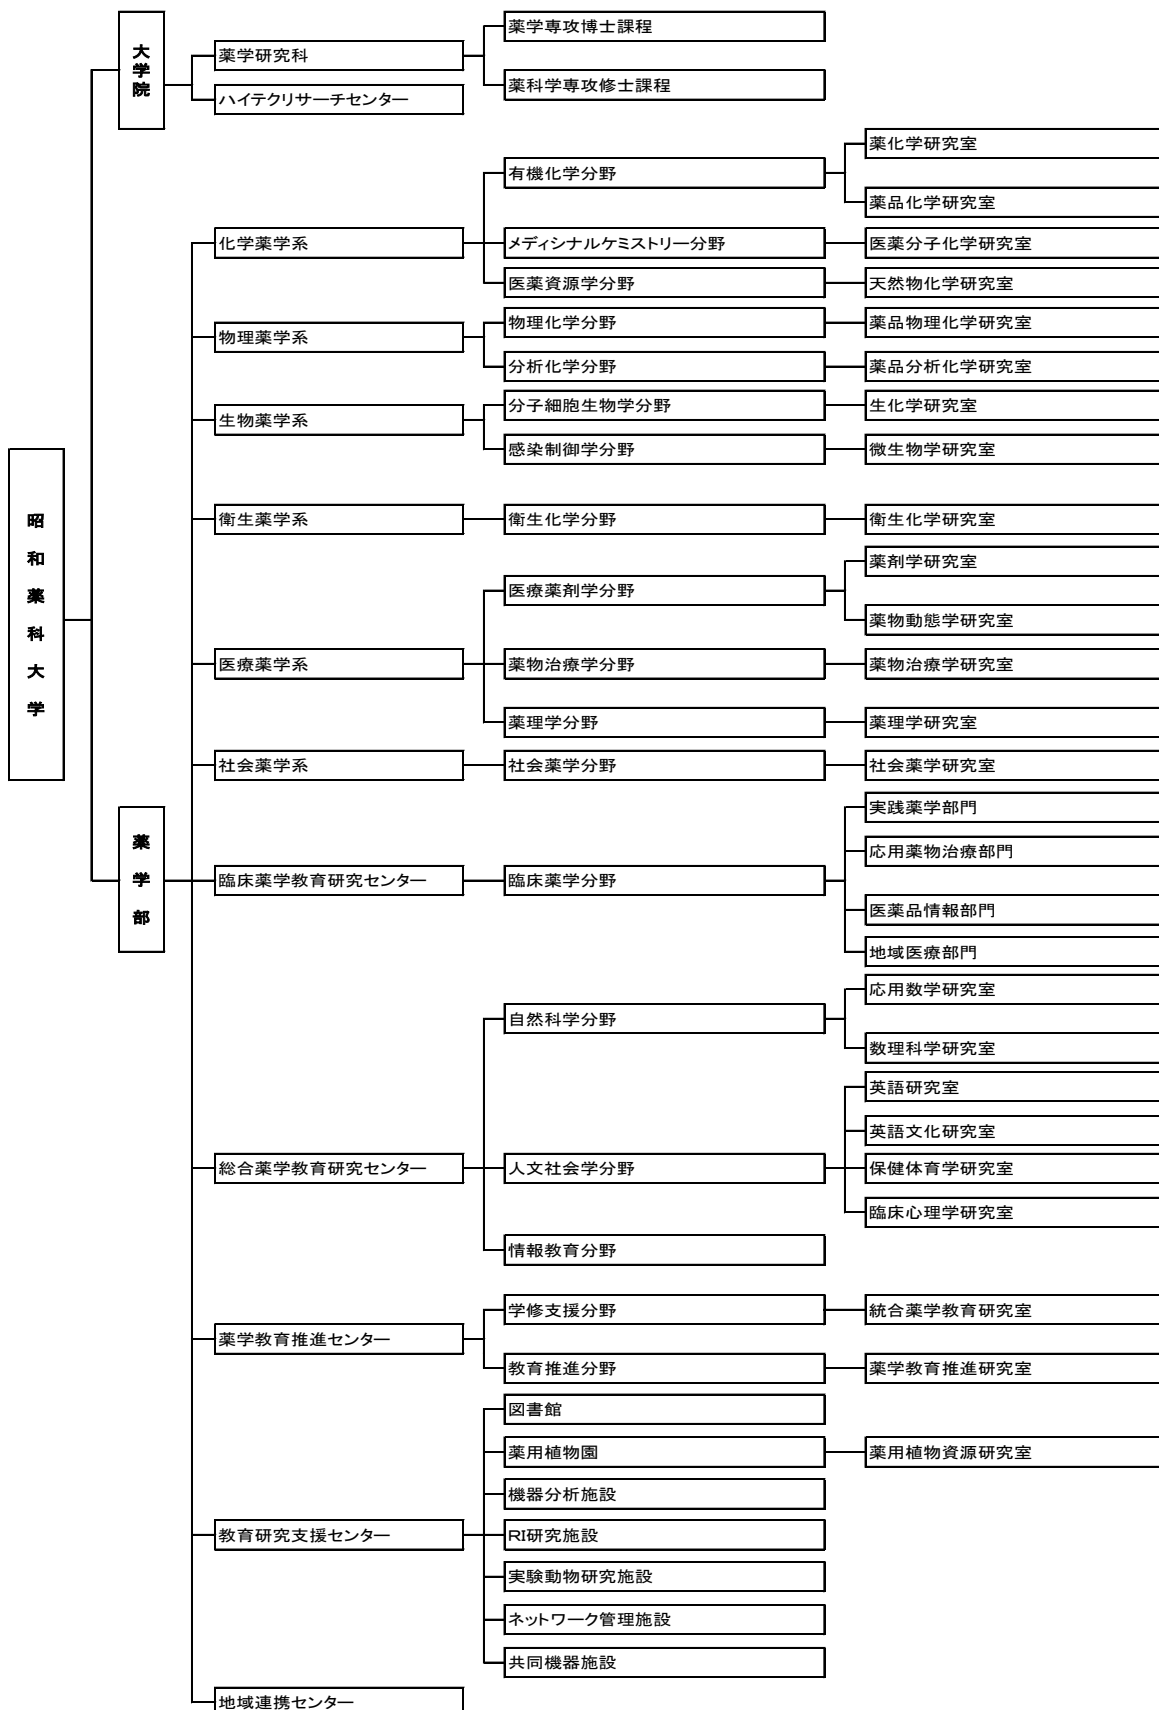 昭和薬科大学
大学院
薬学研究科
薬学専攻博士課程
薬科学専攻修士課程
ハイテクリサーチセンター
薬学部
化学薬学系
有機化学分野
薬化学研究室
薬品化学研究室
メディシナルケミストリー分野
医薬分子化学研究室
医薬資源学分野
天然物化学研究室
物理薬学系
物理化学分野
薬品物理化学研究室
分析化学分野
薬品分析化学研究室
生物薬学系
分子細胞生物学分野
生化学研究室
感染制御学分野
微生物学研究室
衛生薬学系
衛生化学分野
衛生化学研究室
医療薬学系
医療薬剤学分野
薬剤学研究室
薬物動態学研究室
薬物治療学分野
薬物治療学研究室
薬理学分野
薬理学研究室
社会薬学系
社会薬学分野
社会薬学研究室
臨床薬学教育研究センター
臨床薬学分野
実践薬学部門
応用薬物治療部門
医薬品情報部門
地域医療部門
総合薬学教育研究センター
自然科学分野
応用数学研究室
数理科学研究室
人文社会学分野
英語研究室
英語文化研究室
保健体育学研究室
臨床心理学研究室
情報教育分野
薬学教育推進センター
学修支援分野
統合薬学教育研究室
教育推進分野
薬学教育推進研究室
教育研究支援センター
図書館
薬用植物園
薬用植物資源研究室
機器分析施設
RI研究施設
実験動物研究施設
ネットワーク管理施設
共同機器施設
地域連携センター